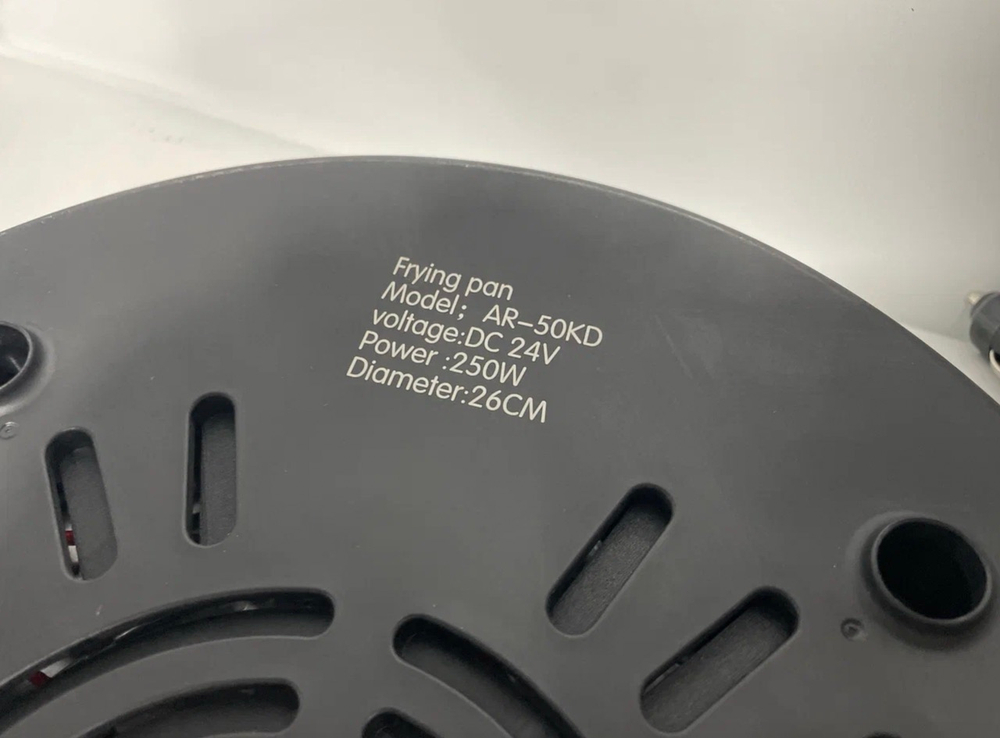 Frying pan
Model; AR-50KD
voltage:DC 24V
Power :250W
Diameter:26CM